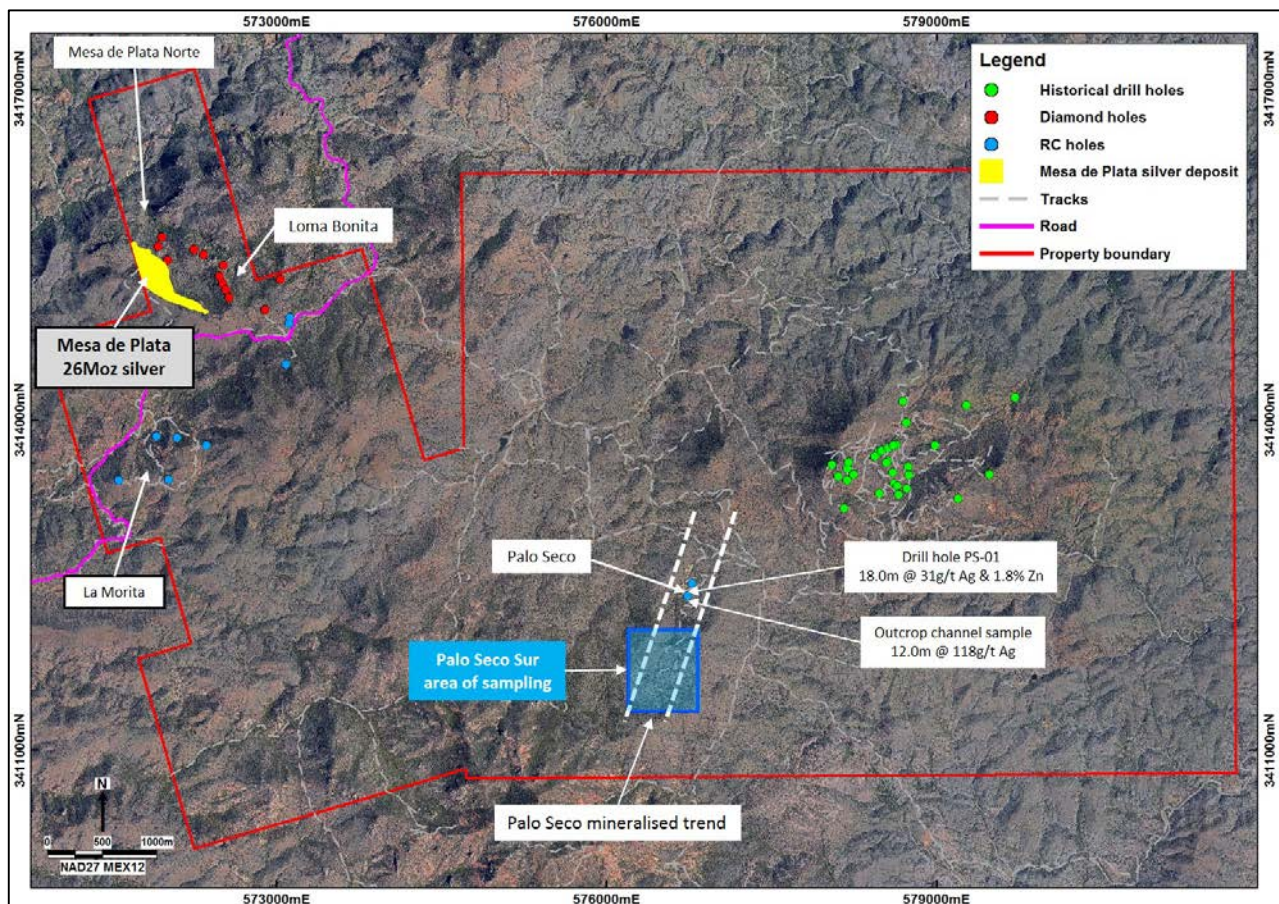 573000mE
576000mE
579000mE
Mesa de Plata Norte
Legend
Historical drill holes
Diamond holes
RC holes
Mesa de Plata silver deposit
Tracks
Road
Property boundary
3417000mN
3417000mN
Loma Bonita
Mesa de Plata
26Moz silver
3414000mN
3414000mN
La Morita
Palo Seco
Drill hole PS-01
18.0m @ 31g/t Ag & 1.8% Zn
Outcrop channel sample
12.0m @ 118g/t Ag
Palo Seco Sur
area of sampling
3411000mN
3411000mN
Palo Seco mineralised trend
N
0 500 1000m
NAD27 MEX12
573000mE
576000mE
579000mE